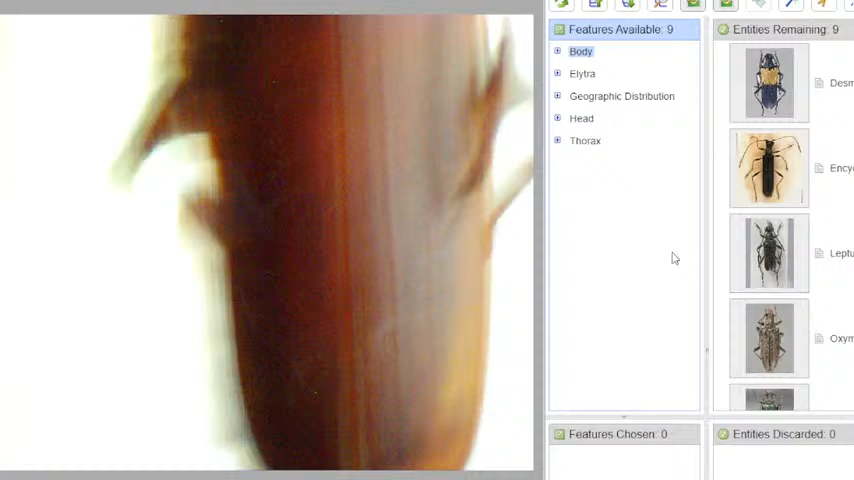 Features Available: 9
Body
Elytra
Geographic Distribution
Head
Thorax
Entities Remaining: 9
Desm
Ency
Leptu
Oxym
Features Chosen: 0
Entities Discarded: 0